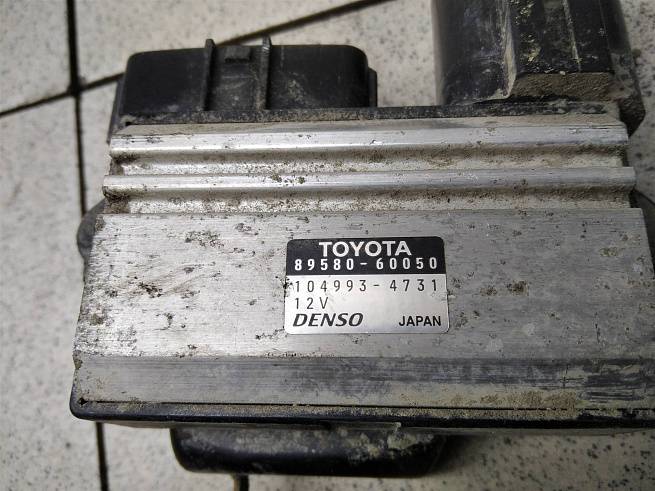 TOYOTA
89580-60050
104993-4731
12V
DENSO JAPAN